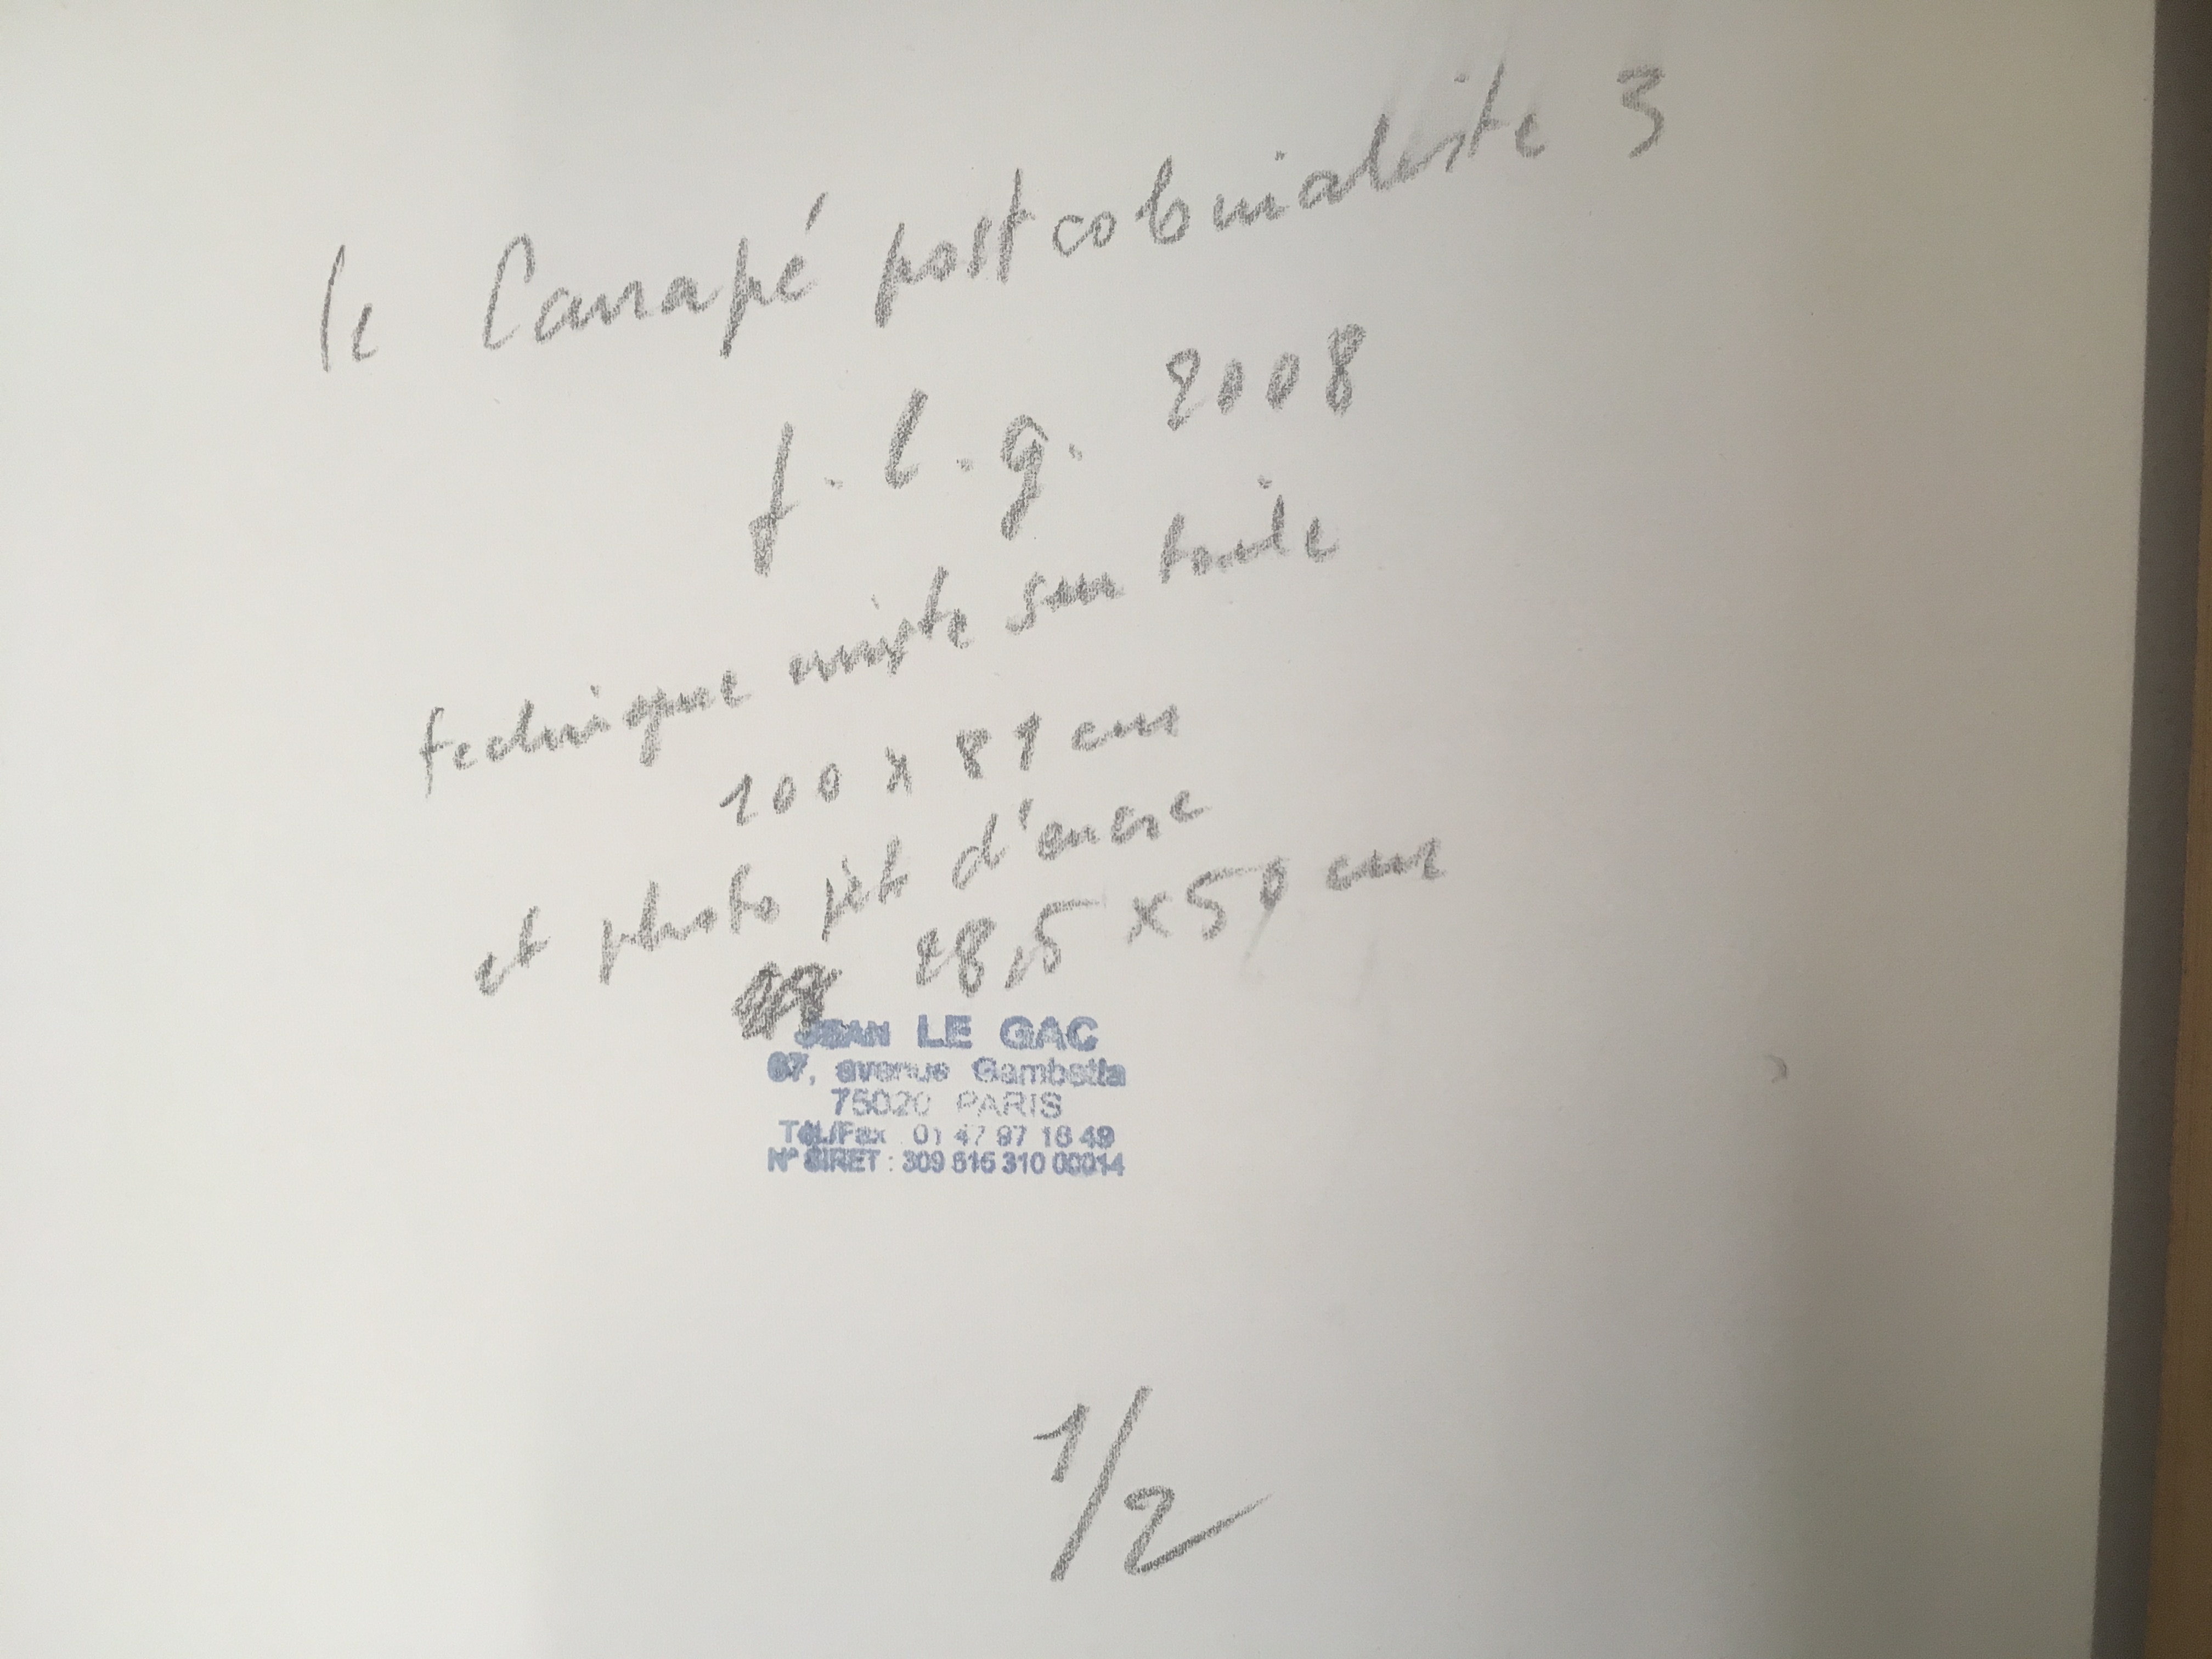 le Canapé postcolonialiste 3
J. l. g. 2008
technique mixte sur toile
100 x 81 cm
et photo jet d'encre
28,5 x 50 cm
JEAN LE GAC
67, avenue Gambetta
75020 PARIS
Tél./Fax 01 47 97 16 49
N° SIRET : 309 616 310 00014
1/2